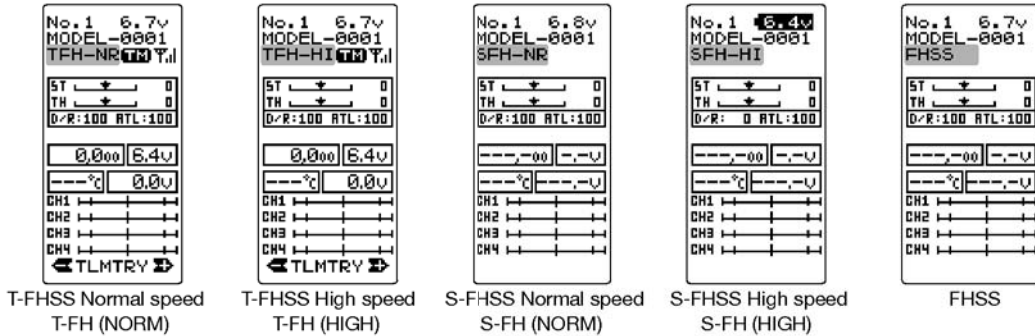 No.1 6.7v
MODEL-0001
TFH-NR TM
ST 0
TH 0
D/R:100 ATL:100
0,000 6.4v
---°C 0.0v
CH1
CH2
CH3
CH4
TLMTRY
T-FHSS Normal speed
T-FH (NORM)
No.1 6.7v
MODEL-0001
TFH-HI TM
ST 0
TH 0
D/R:100 ATL:100
0,000 6.4v
---°C 0.0v
CH1
CH2
CH3
CH4
TLMTRY
T-FHSS High speed
T-FH (HIGH)
No.1 6.8v
MODEL-0001
SFH-NR
ST 0
TH 0
D/R:100 ATL:100
---,-00 -.-v
---°C ---.-v
CH1
CH2
CH3
CH4
S-FHSS Normal speed
S-FH (NORM)
No.1 6.4v
MODEL-0001
SFH-HI
ST 0
TH 0
D/R: 0 ATL:100
---,-00 -.-v
---°C ---.-v
CH1
CH2
CH3
CH4
S-FHSS High speed
S-FH (HIGH)
No.1 6.7v
MODEL-0001
FHSS
ST 0
TH 0
D/R:100 ATL:100
---,-00 -.-v
---°C ---.-v
CH1
CH2
CH3
CH4
FHSS